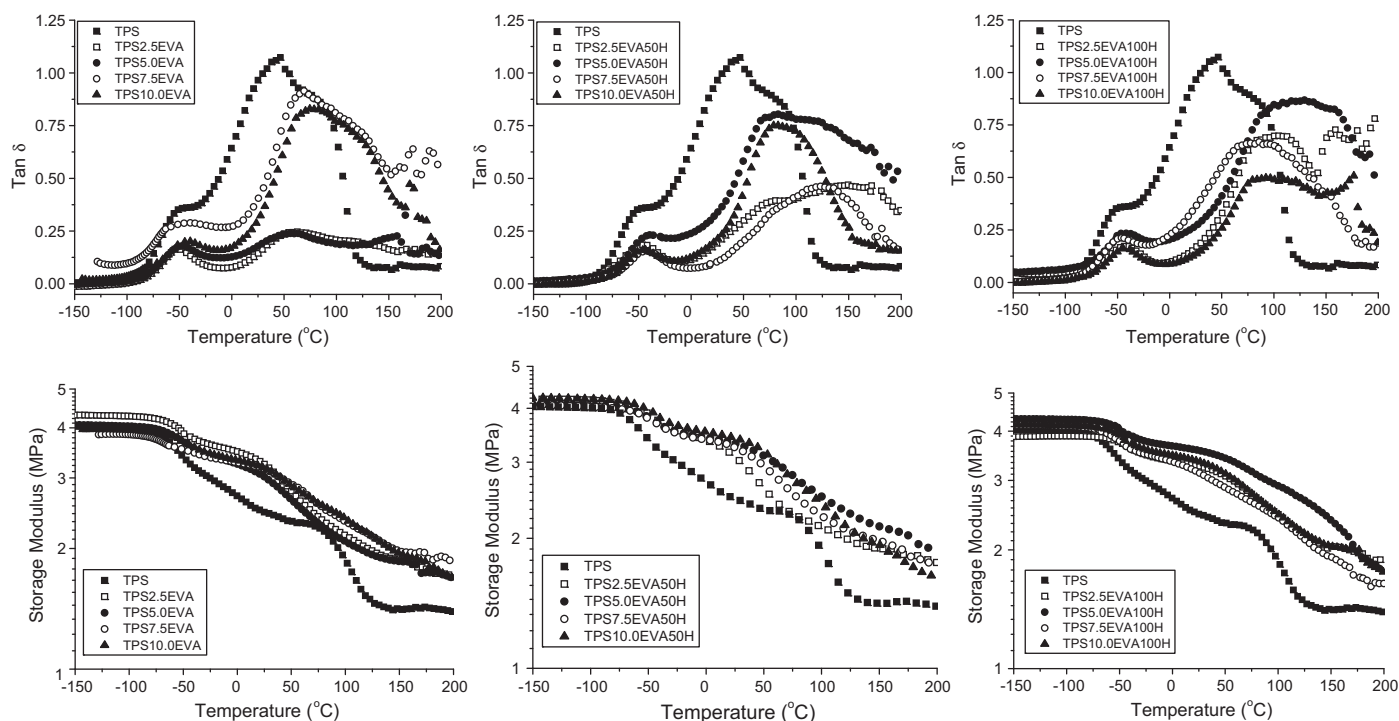 1.25
1.00
0.75
0.50
0.25
0.00
Tan δ
TPS
TPS2.5EVA
TPS5.0EVA
TPS7.5EVA
TPS10.0EVA
-150 -100 -50 0 50 100 150 200
Temperature (°C)
1.25
1.00
0.75
0.50
0.25
0.00
Tan δ
TPS
TPS2.5EVA50H
TPS5.0EVA50H
TPS7.5EVA50H
TPS10.0EVA50H
-150 -100 -50 0 50 100 150 200
Temperature (°C)
1.25
1.00
0.75
0.50
0.25
0.00
Tan δ
TPS
TPS2.5EVA100H
TPS5.0EVA100H
TPS7.5EVA100H
TPS10.0EVA100H
-150 -100 -50 0 50 100 150 200
Temperature (°C)
5
4
3
2
1
Storage Modulus (MPa)
TPS
TPS2.5EVA
TPS5.0EVA
TPS7.5EVA
TPS10.0EVA
-150 -100 -50 0 50 100 150 200
Temperature (°C)
5
4
3
2
1
Storage Modulus (MPa)
TPS
TPS2.5EVA50H
TPS5.0EVA50H
TPS7.5EVA50H
TPS10.0EVA50H
-150 -100 -50 0 50 100 150 200
Temperature (°C)
5
4
3
2
1
Storage Modulus (MPa)
TPS
TPS2.5EVA100H
TPS5.0EVA100H
TPS7.5EVA100H
TPS10.0EVA100H
-150 -100 -50 0 50 100 150 200
Temperature (°C)